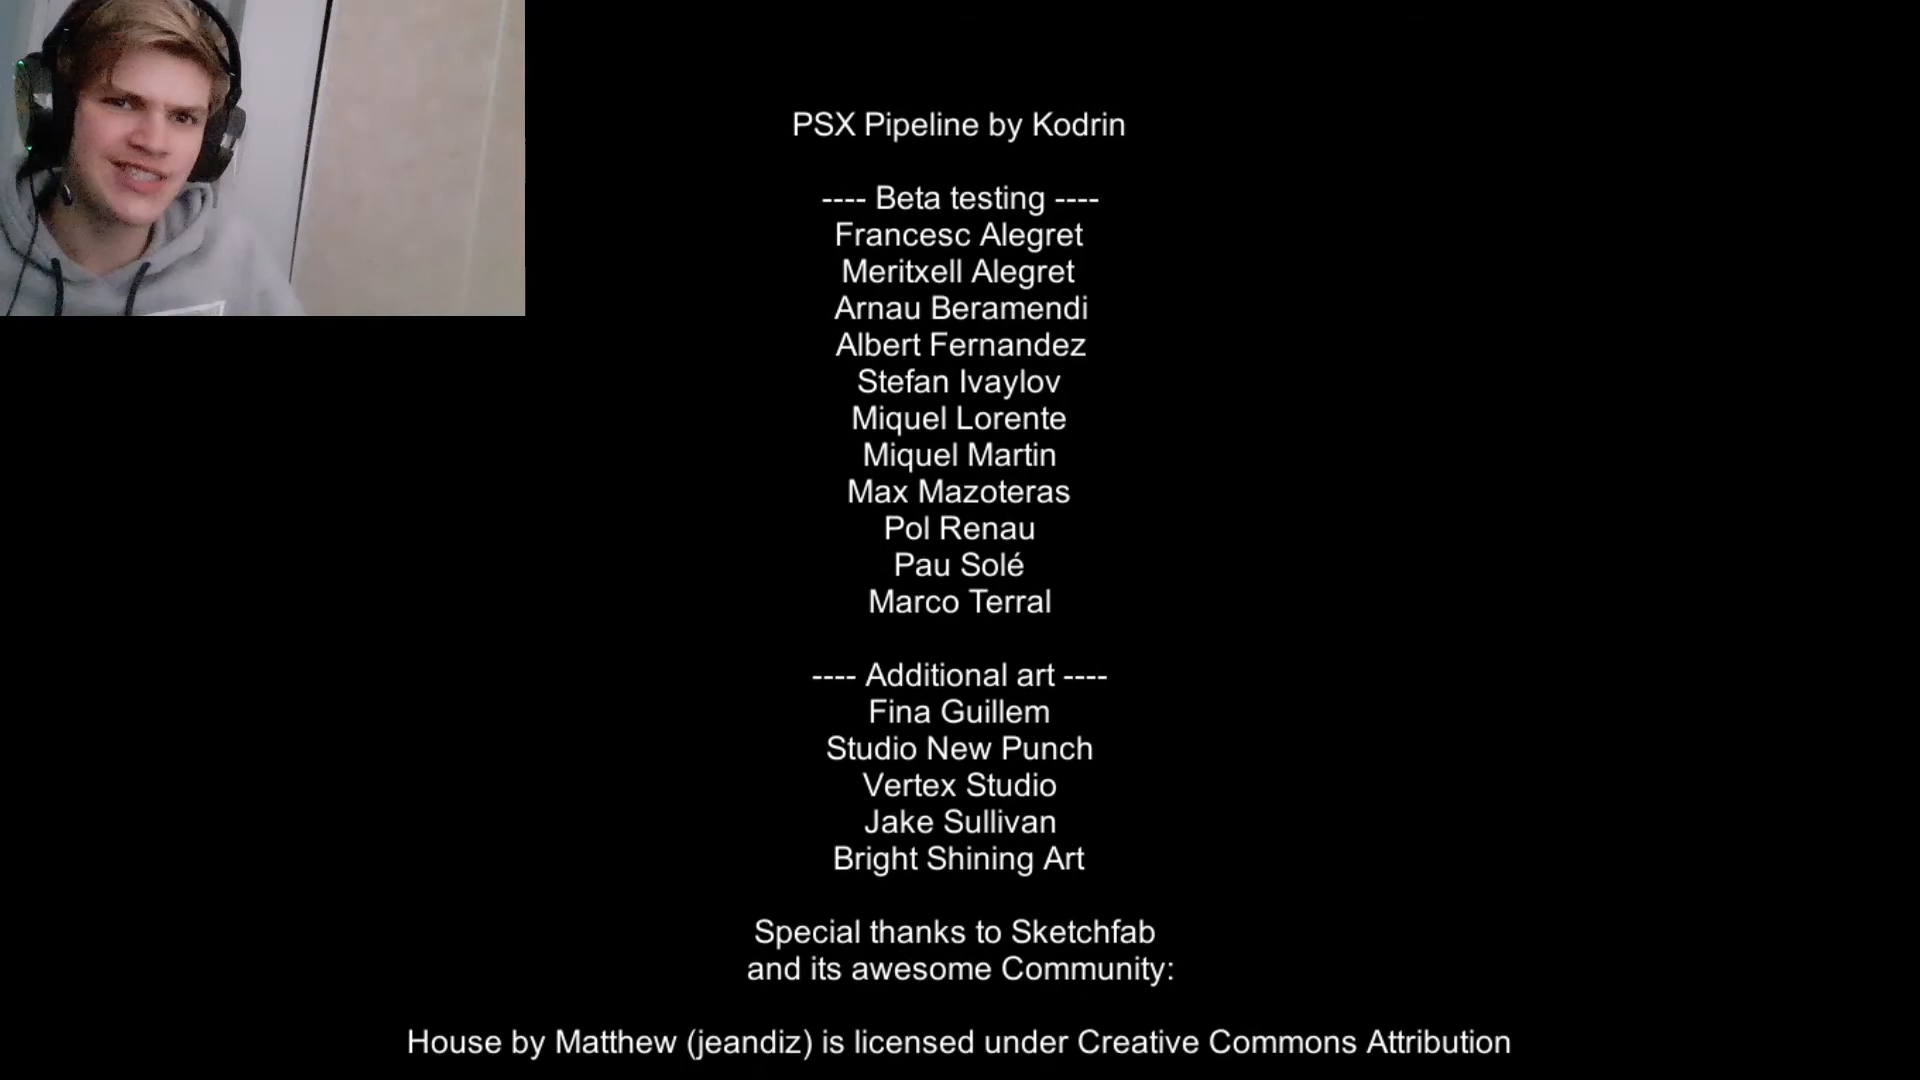 PSX Pipeline by Kodrin
---- Beta testing ----
Francesc Alegret
Meritxell Alegret
Arnau Beramendi
Albert Fernandez
Stefan Ivaylov
Miquel Lorente
Miquel Martin
Max Mazoteras
Pol Renau
Pau Solé
Marco Terral
---- Additional art ----
Fina Guillem
Studio New Punch
Vertex Studio
Jake Sullivan
Bright Shining Art
Special thanks to Sketchfab
and its awesome Community:
House by Matthew (jeandiz) is licensed under Creative Commons Attribution